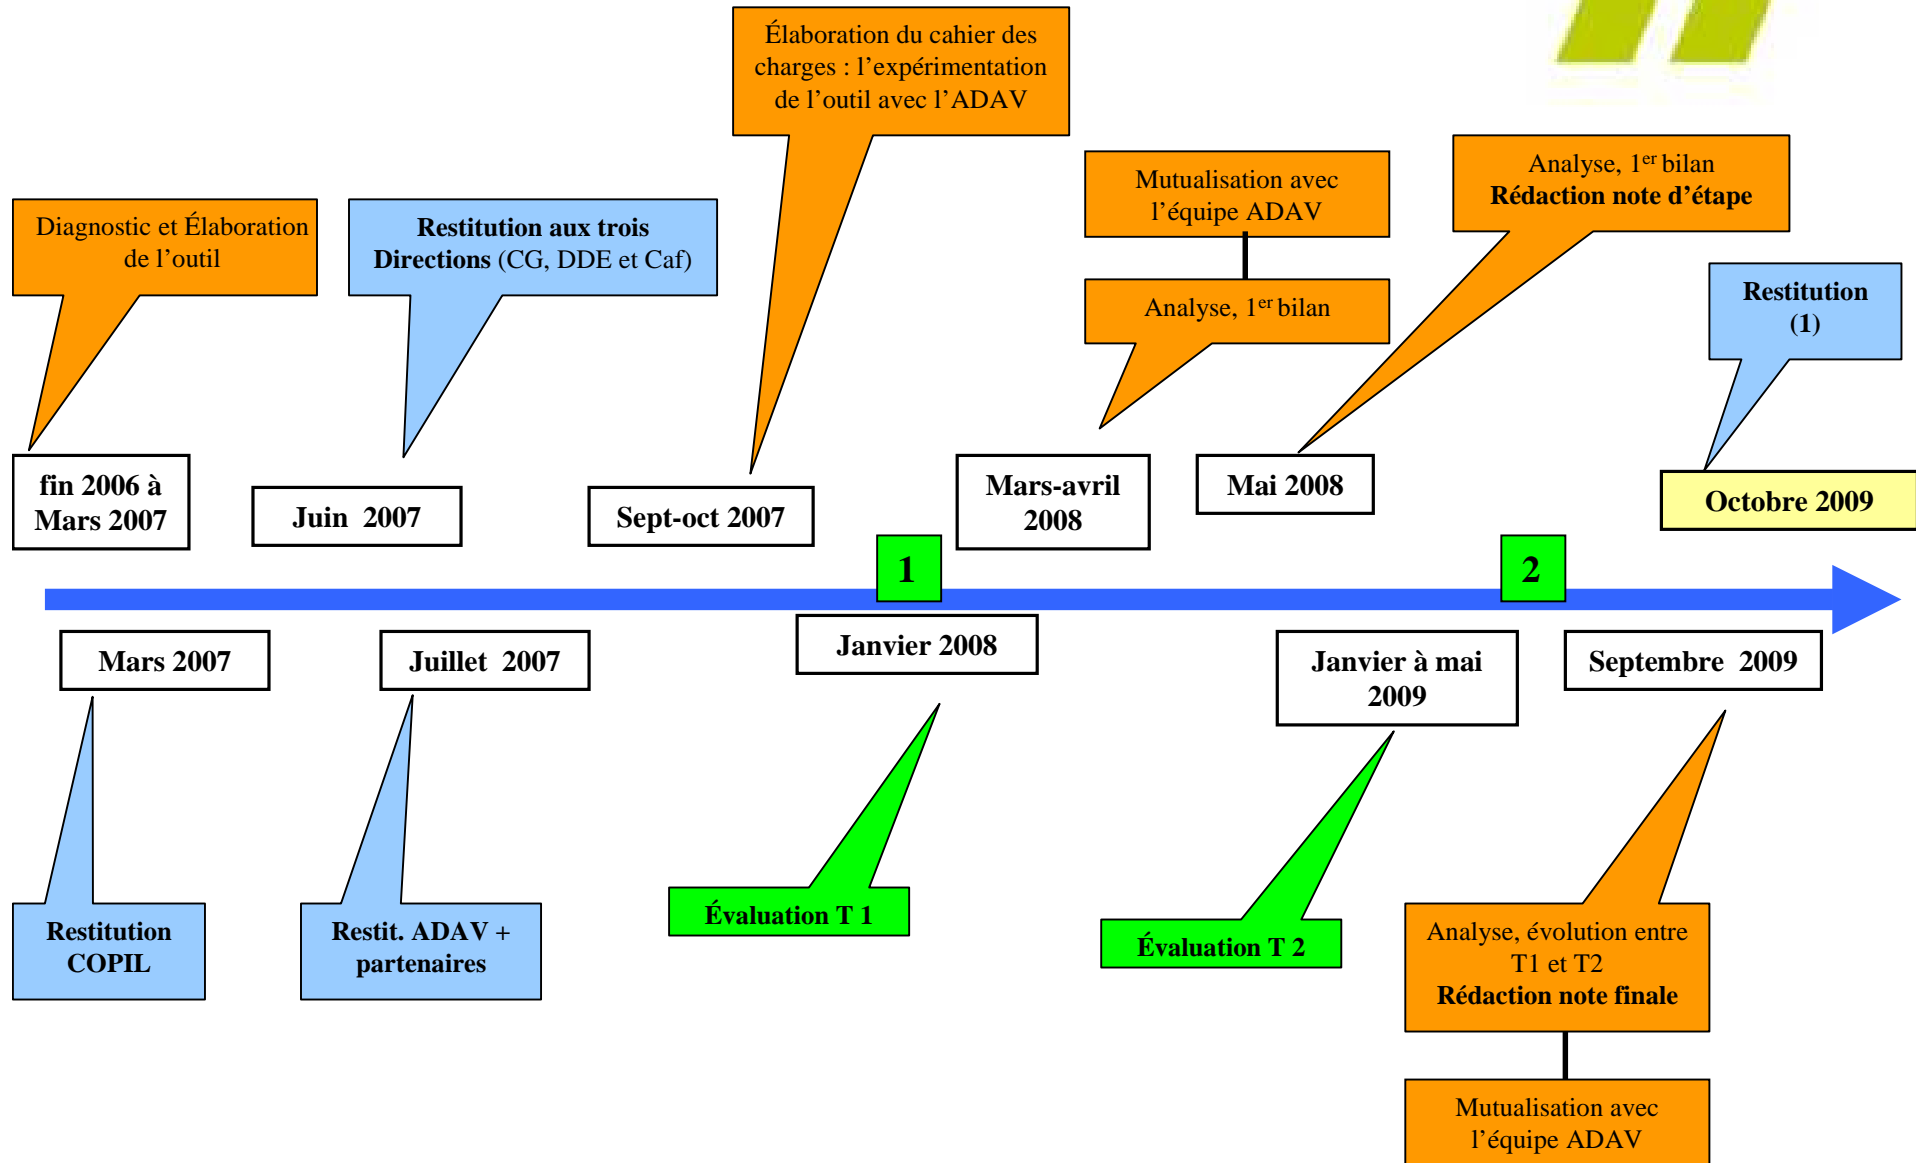 Élaboration du cahier des
charges : l’expérimentation
de l’outil avec l’ADAV
Diagnostic et Élaboration
de l’outil
Restitution aux trois
Directions (CG, DDE et Caf)
Mutualisation avec
l’équipe ADAV
Analyse, 1er bilan
Analyse, 1er bilan
Rédaction note d’étape
Restitution
(1)
fin 2006 à
Mars 2007
Juin 2007
Sept-oct 2007
Mars-avril
2008
Mai 2008
Octobre 2009
1
2
Mars 2007
Juillet 2007
Janvier 2008
Janvier à mai
2009
Septembre 2009
Restitution
COPIL
Restit. ADAV +
partenaires
Évaluation T 1
Évaluation T 2
Analyse, évolution entre
T1 et T2
Rédaction note finale
Mutualisation avec
l’équipe ADAV